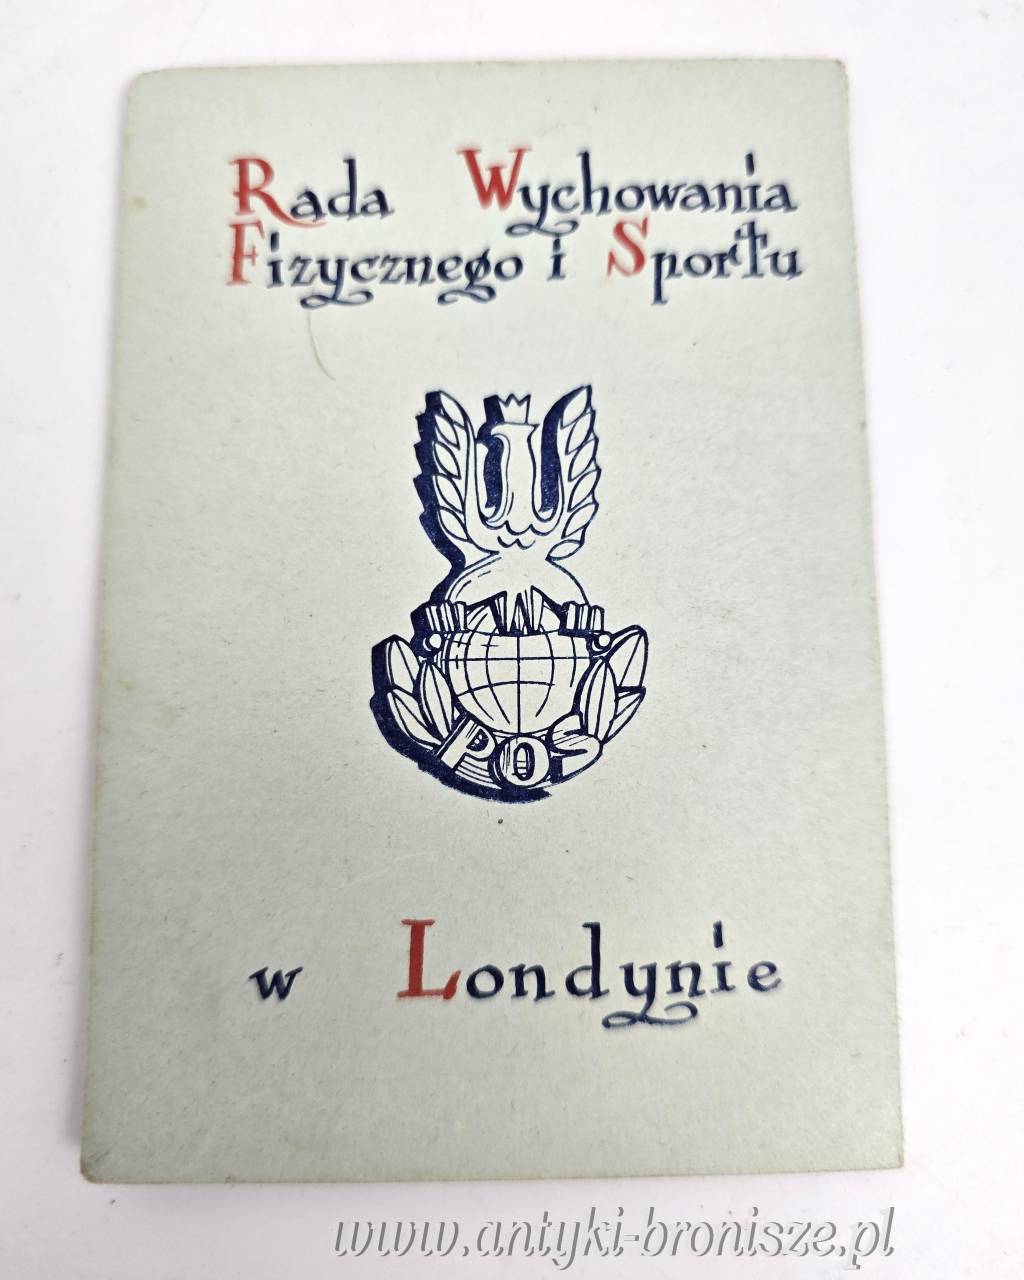 Rada Wychowania
Fizycznego i Sportu
W
POS
w Londynie
www.antyki-bronisze.pl